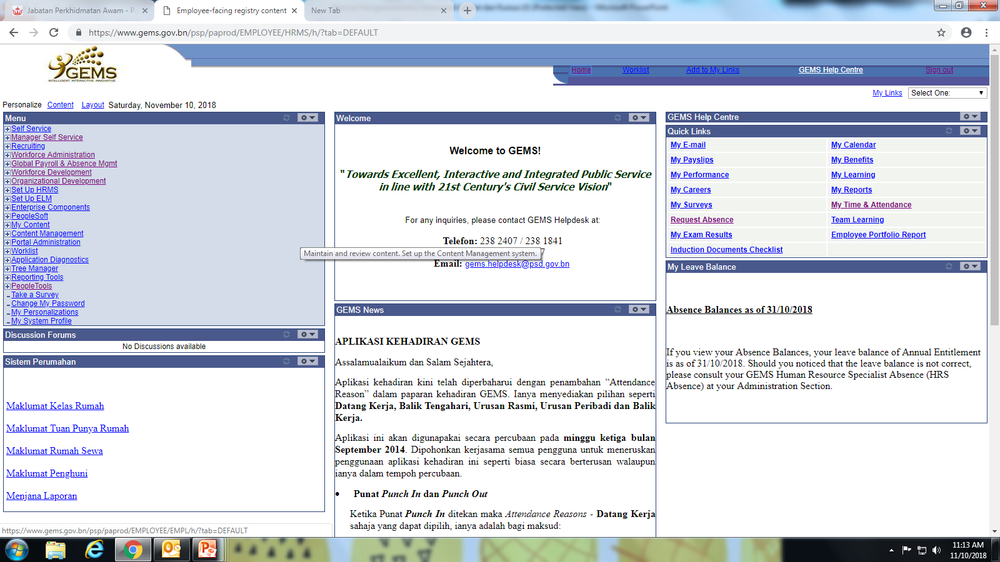 Jabatan Perkhidmatan Awam - P
Employee-facing registry content
New Tab
https://www.gems.gov.bn/psp/paprod/EMPLOYEE/HRMS/h/?tab=DEFAULT
GEMS
INTELLIGENT. INTERACTIVE. INNOVATIVE
Home Worklist Add to My Links GEMS Help Centre Sign out
My Links Select One:
Personalize Content Layout Saturday, November 10, 2018
Menu
Self Service
Manager Self Service
Recruiting
Workforce Administration
Global Payroll & Absence Mgmt
Workforce Development
Organizational Development
Set Up HRMS
Set Up ELM
Enterprise Components
PeopleSoft
My Content
Content Management
Portal Administration
Worklist
Application Diagnostics
Tree Manager
Reporting Tools
PeopleTools
Take a Survey
Change My Password
My Personalizations
My System Profile
Discussion Forums
No Discussions available
Sistem Perumahan
Maklumat Kelas Rumah
Maklumat Tuan Punya Rumah
Maklumat Rumah Sewa
Maklumat Penghuni
Menjana Laporan
Welcome
Welcome to GEMS!
"Towards Excellent, Interactive and Integrated Public Service
in line with 21st Century's Civil Service Vision"
For any inquiries, please contact GEMS Helpdesk at:
Telefon: 238 2407 / 238 1841
Maintain and review content. Set up the Content Management system.
7
Email: gems.helpdesk@psd.gov.bn
GEMS News
APLIKASI KEHADIRAN GEMS
Assalamualaikum dan Salam Sejahtera,
Aplikasi kehadiran kini telah diperbaharui dengan penambahan “Attendance
Reason” dalam paparan kehadiran GEMS. Ianya menyediakan pilihan seperti
Datang Kerja, Balik Tengahari, Urusan Rasmi, Urusan Peribadi dan Balik
Kerja.
Aplikasi ini akan digunapakai secara percubaan pada minggu ketiga bulan
September 2014. Dipohonkan kerjasama semua pengguna untuk meneruskan
penggunaan aplikasi kehadiran ini seperti biasa secara berterusan walaupun
ianya dalam tempoh percubaan.
• Punat Punch In dan Punch Out
Ketika Punat Punch In ditekan maka Attendance Reasons - Datang Kerja
sahaja yang dapat dipilih, ianya adalah bagi maksud:
GEMS Help Centre
Quick Links
My E-mail My Calendar
My Payslips My Benefits
My Performance My Learning
My Careers My Reports
My Surveys My Time & Attendance
Request Absence Team Learning
My Exam Results Employee Portfolio Report
Induction Documents Checklist
My Leave Balance
Absence Balances as of 31/10/2018
If you view your Absence Balances, your leave balance of Annual Entitlement
is as of 31/10/2018. Should you noticed that the leave balance is not correct,
please consult your GEMS Human Resource Specialist Absence (HRS
Absence) at your Administration Section.
https://www.gems.gov.bn/psp/paprod/EMPLOYEE/EMPL/h/?tab=DEFAULT
11:13 AM
11/10/2018